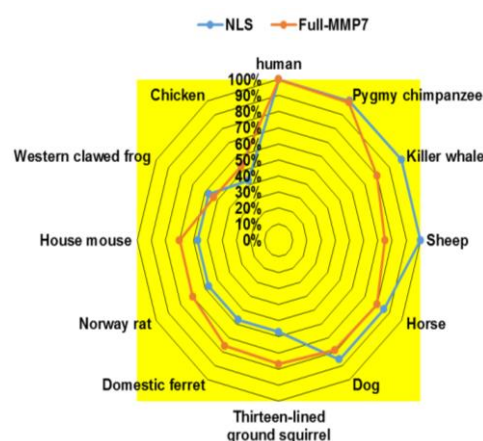 NLS Full-MMP7
human
100%
90%
80%
70%
60%
50%
40%
30%
20%
10%
0%
Pygmy chimpanzee
Killer whale
Sheep
Horse
Dog
Thirteen-lined
ground squirrel
Domestic ferret
Norway rat
House mouse
Western clawed frog
Chicken